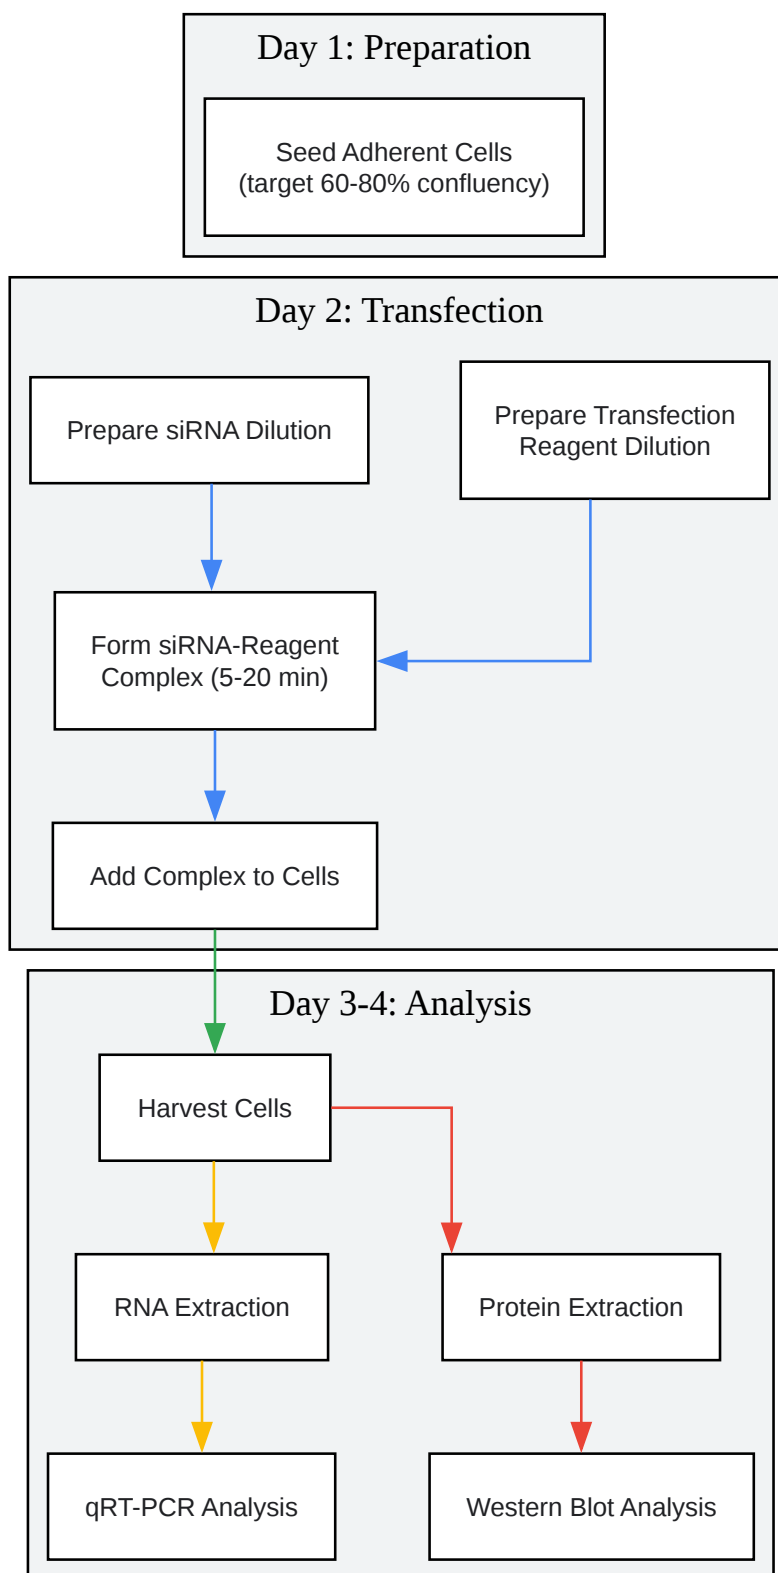 Day 1: Preparation
Seed Adherent Cells
(target 60-80% confluency)
Day 2: Transfection
Prepare siRNA Dilution
Prepare Transfection
Reagent Dilution
Form siRNA-Reagent
Complex (5-20 min)
Add Complex to Cells
Day 3-4: Analysis
Harvest Cells
RNA Extraction
Protein Extraction
qRT-PCR Analysis
Western Blot Analysis